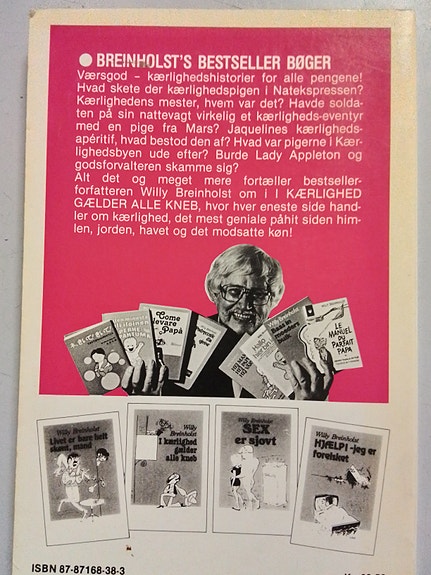 ● BREINHOLST'S BESTSELLER BØGER
Værsgod – kærlighedshistorier for alle pengene!
Hvad skete der kærlighedspigen i Natekspressen?
Kærlighedens mester, hvem var det? Havde solda-
ten på sin nattevagt virkelig et kærligheds-eventyr
med en pige fra Mars? Jaquelines kærligheds-
apéritif, hvad bestod den af? Hvad var pigerne i Kær-
lighedsbyen ude efter? Burde Lady Appleton og
godsforvalteren skamme sig?
Alt det og meget mere fortæller bestseller-
forfatteren Willy Breinholst om i I KÆRLIGHED
GÆLDER ALLE KNEB, hvor hver eneste side hand-
ler om kærlighed, det mest geniale påhit siden him-
len, jorden, havet og det modsatte køn!
Come
levare
Papà
Hallo
LE
MANUEL
DU
PARFAIT
PAPA
Willy Breinholst
Livet er bare helt
skønt, mand
Willy
Breinholst
I kærlighed
gælder
alle kneb
Willy Breinholst
SEX
er sjovt
Willy Breinholst
HJÆLP! -jeg er
forelsket
ISBN 87-87168-38-3